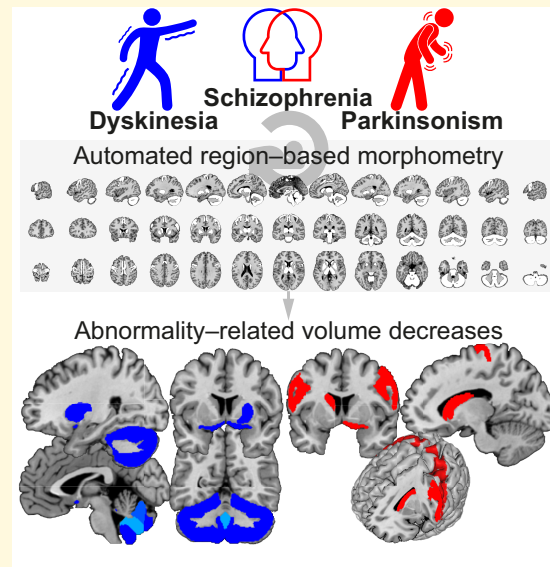 Schizophrenia
Dyskinesia
Parkinsonism
Automated region–based morphometry
Abnormality–related volume decreases